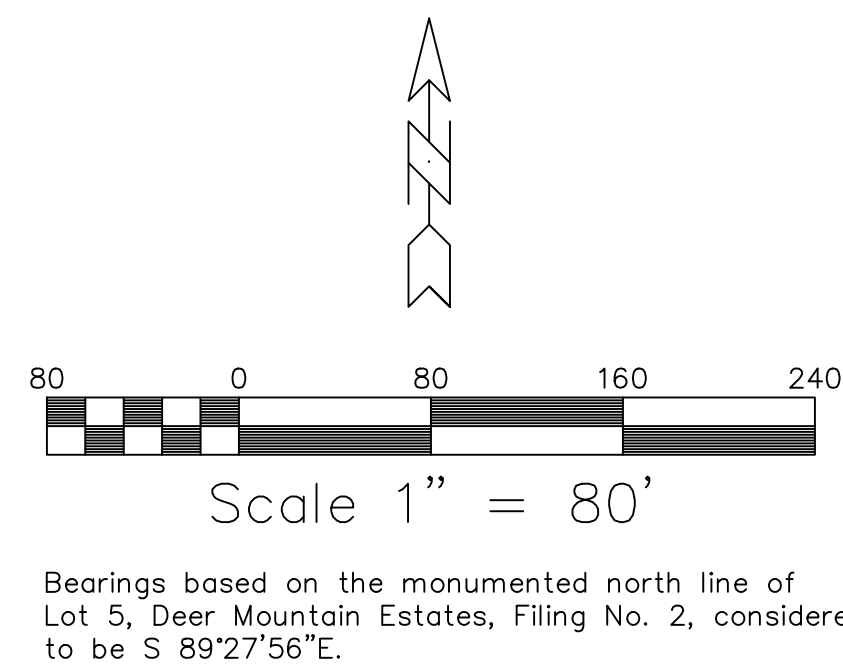 80 0 80 160 240
Scale 1” = 80’
Bearings based on the monumented north line of
Lot 5, Deer Mountain Estates, Filing No. 2, considere
to be S 89°27’56”E.